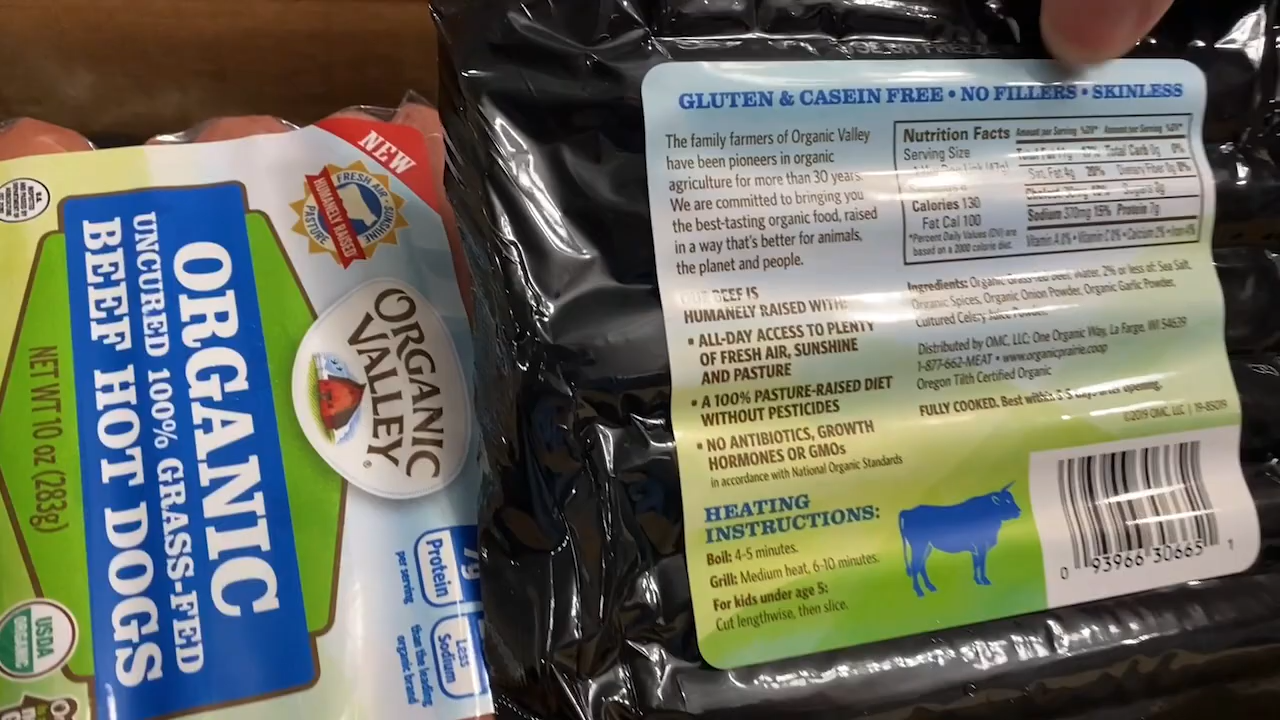 NEW
FRESH AIR • SUNSHINE
HUMANELY RAISED
PASTURE
ORGANIC
VALLEY®
ORGANIC
UNCURED 100% GRASS-FED
BEEF HOT DOGS
NET WT 10 oz (283g)
USDA
ORGANIC
7g
Protein
per serving
Less
Sodium
than the leading
organic brand
GLUTEN & CASEIN FREE • NO FILLERS • SKINLESS
The family farmers of Organic Valley
have been pioneers in organic
agriculture for more than 30 years.
We are committed to bringing you
the best-tasting organic food, raised
in a way that's better for animals,
the planet and people.
OUR BEEF IS
HUMANELY RAISED WITH:
• ALL-DAY ACCESS TO PLENTY
OF FRESH AIR, SUNSHINE
AND PASTURE
• A 100% PASTURE-RAISED DIET
WITHOUT PESTICIDES
• NO ANTIBIOTICS, GROWTH
HORMONES OR GMOs
in accordance with National Organic Standards
HEATING
INSTRUCTIONS:
Boil: 4-5 minutes.
Grill: Medium heat, 6-10 minutes.
For kids under age 5:
Cut lengthwise, then slice.
Nutrition Facts
Serving Size
Calories 130
Fat Cal 100
*Percent Daily Values (DV) are
based on a 2000 calorie diet.
Amount per Serving %DV* Amount per Serving %DV*
Total Carb 0g 0%
Sat. Fat 4g 20% Dietary Fiber 0g 0%
Sugars 0g
Sodium 370mg 15% Protein 7g
Vitamin A 0% • Vitamin C 0% • Calcium 2% • Iron
Ingredients: Organic Grass-fed Beef, Water, 2% or less of: Sea Salt,
Organic Spices, Organic Onion Powder, Organic Garlic Powder,
Cultured Celery Juice Powder.
Distributed by OMC, LLC: One Organic Way, La Farge, WI 54639
1-877-662-MEAT • www.organicprairie.coop
Oregon Tilth Certified Organic
FULLY COOKED. Best within days opening.
©2019 OMC, LLC | 19-85019
0 93966 30665 1